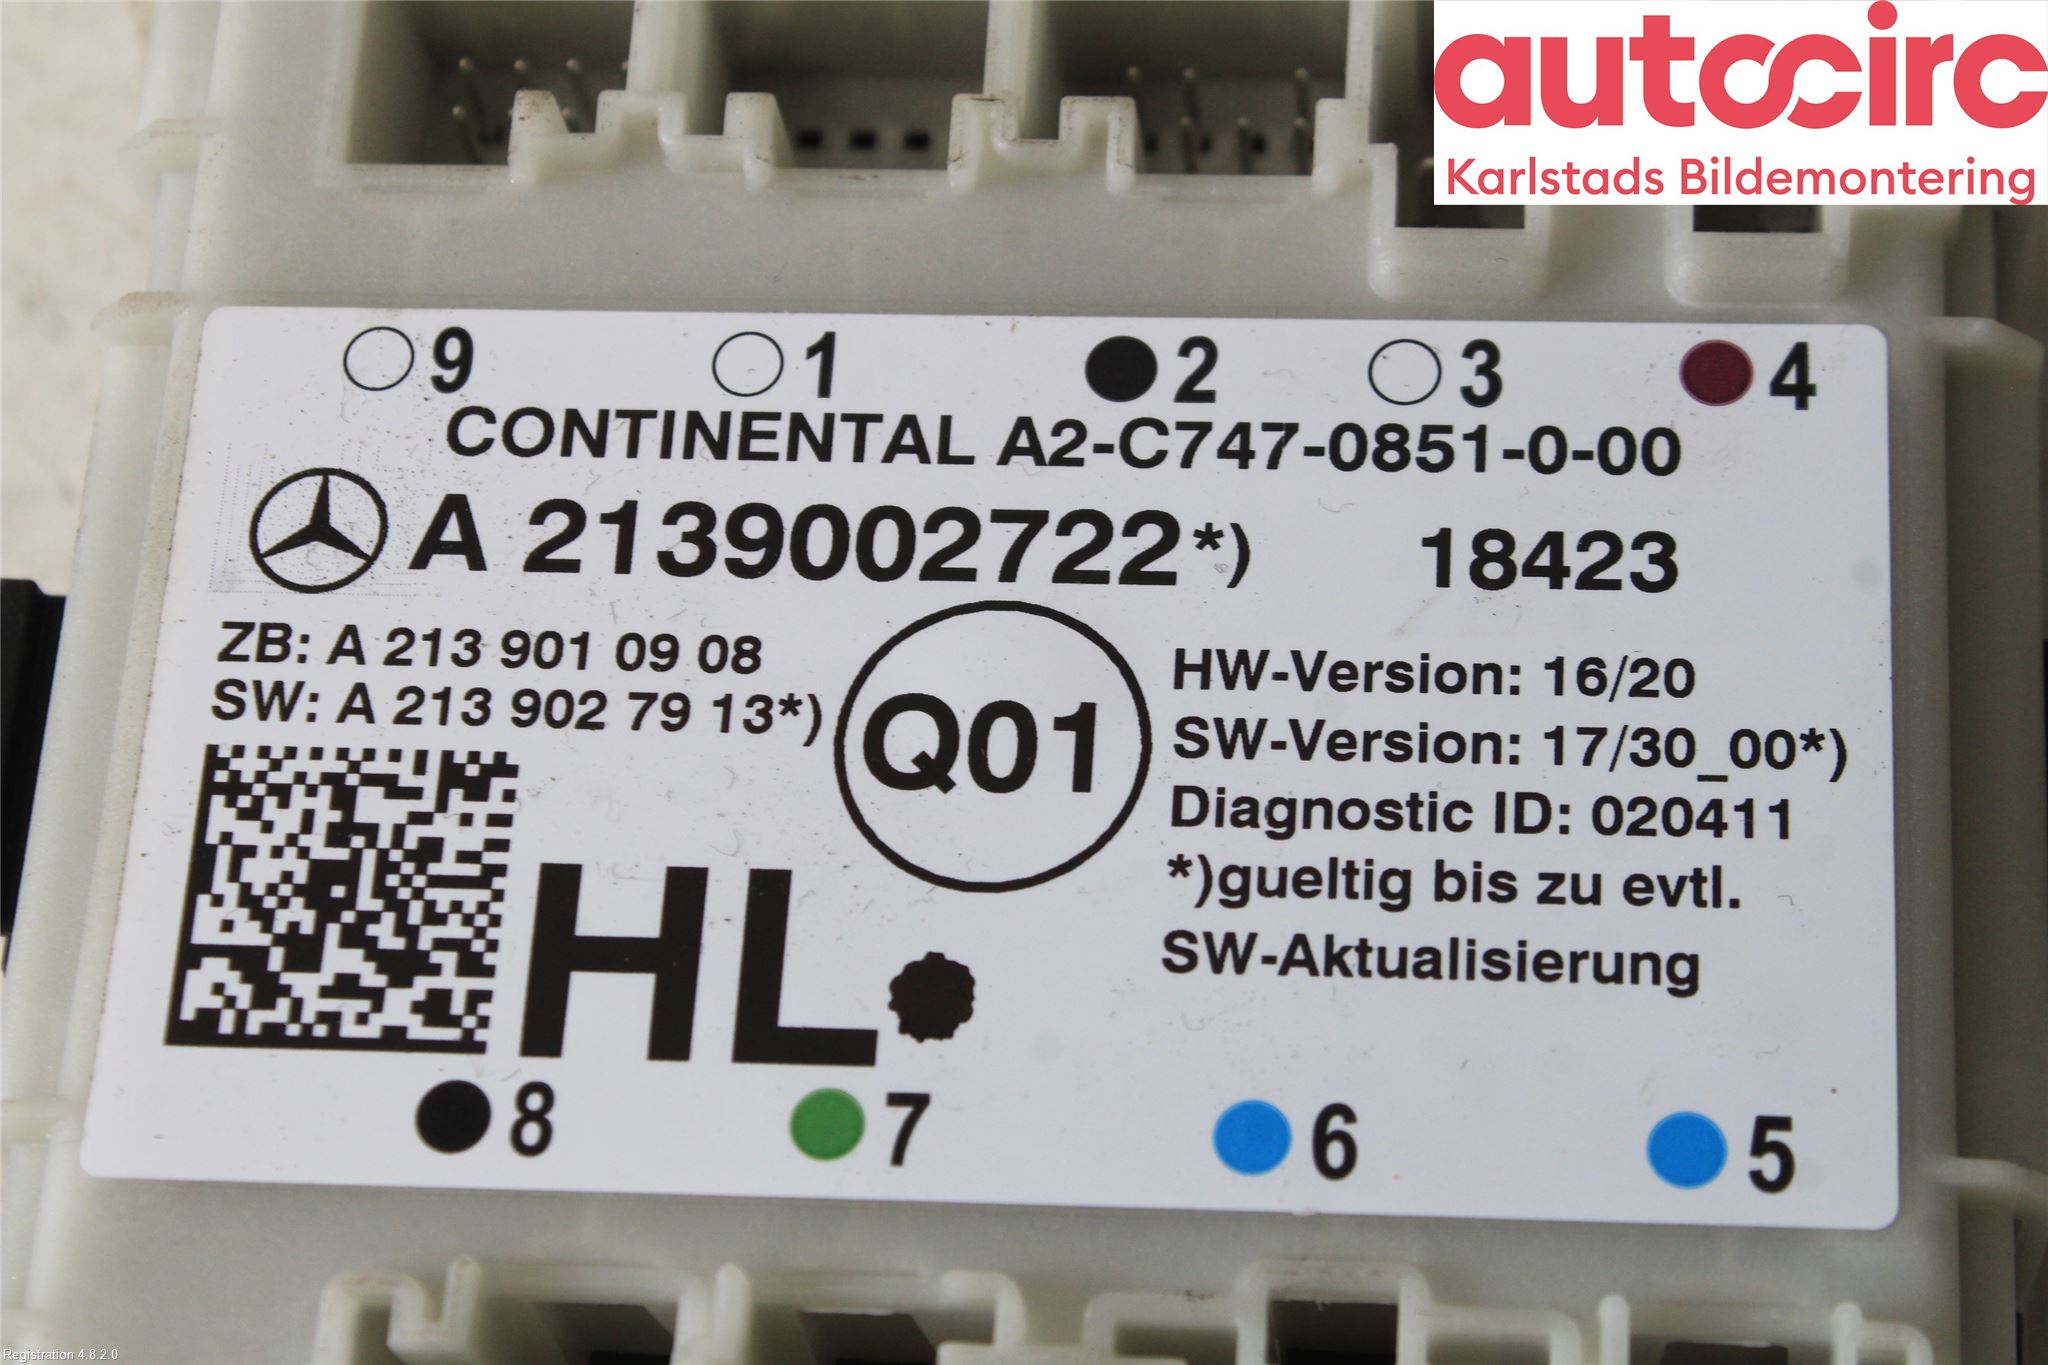 autocirc
Karlstads Bildemontering
9 1 2 3 4
CONTINENTAL A2-C747-0851-0-00
A 2139002722*) 18423
ZB: A 213 901 09 08
SW: A 213 902 79 13*)
Q01
HW-Version: 16/20
SW-Version: 17/30_00*)
Diagnostic ID: 020411
*)gueltig bis zu evtl.
SW-Aktualisierung
HL
8 7 6 5
Registration 4.8.2.0